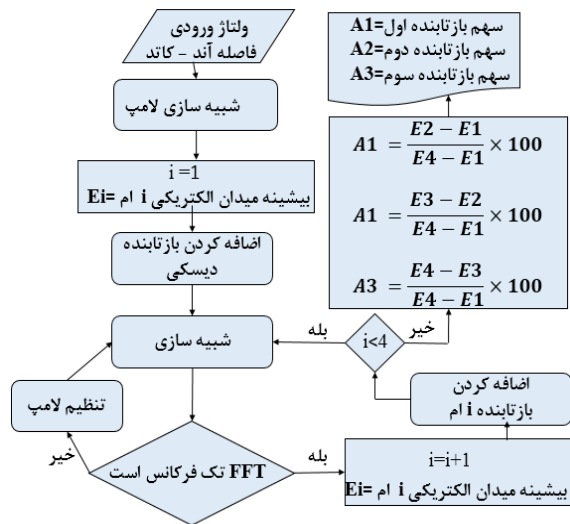 ولتاژ ورودی
فاصله آند - کاتد
شبیه سازی لامپ
i =1
بیشینه میدان الکتریکی i ام =Ei
اضافه کردن بازتابنده
دیسکی
شبیه سازی
تنظیم لامپ
خیر
FFT تک فرکانس است
بله
i=i+1
بیشینه میدان الکتریکی i ام =Ei
اضافه کردن
بازتابنده i ام
i<4
بله
خیر
A1 = (E2 − E1)/(E4 − E1) × 100
A1 = (E3 − E2)/(E4 − E1) × 100
A3 = (E4 − E3)/(E4 − E1) × 100
سهم بازتابنده اول=A1
سهم بازتابنده دوم=A2
سهم بازتابنده سوم=A3